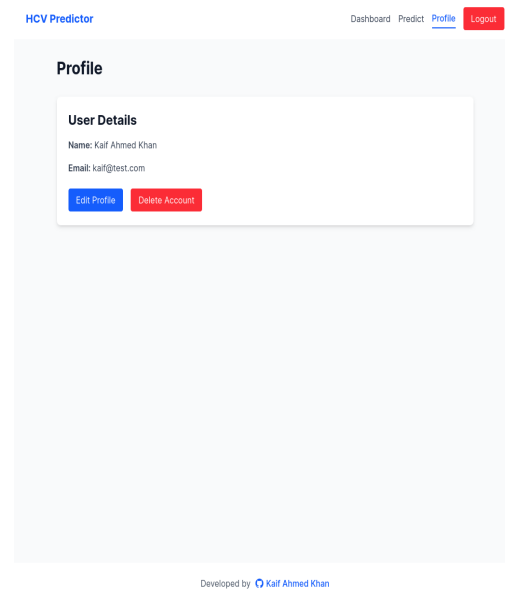 HCV Predictor
Dashboard Predict Profile Logout
Profile
User Details
Name: Kaif Ahmed Khan
Email: kaif@test.com
Edit Profile Delete Account
Developed by Kaif Ahmed Khan